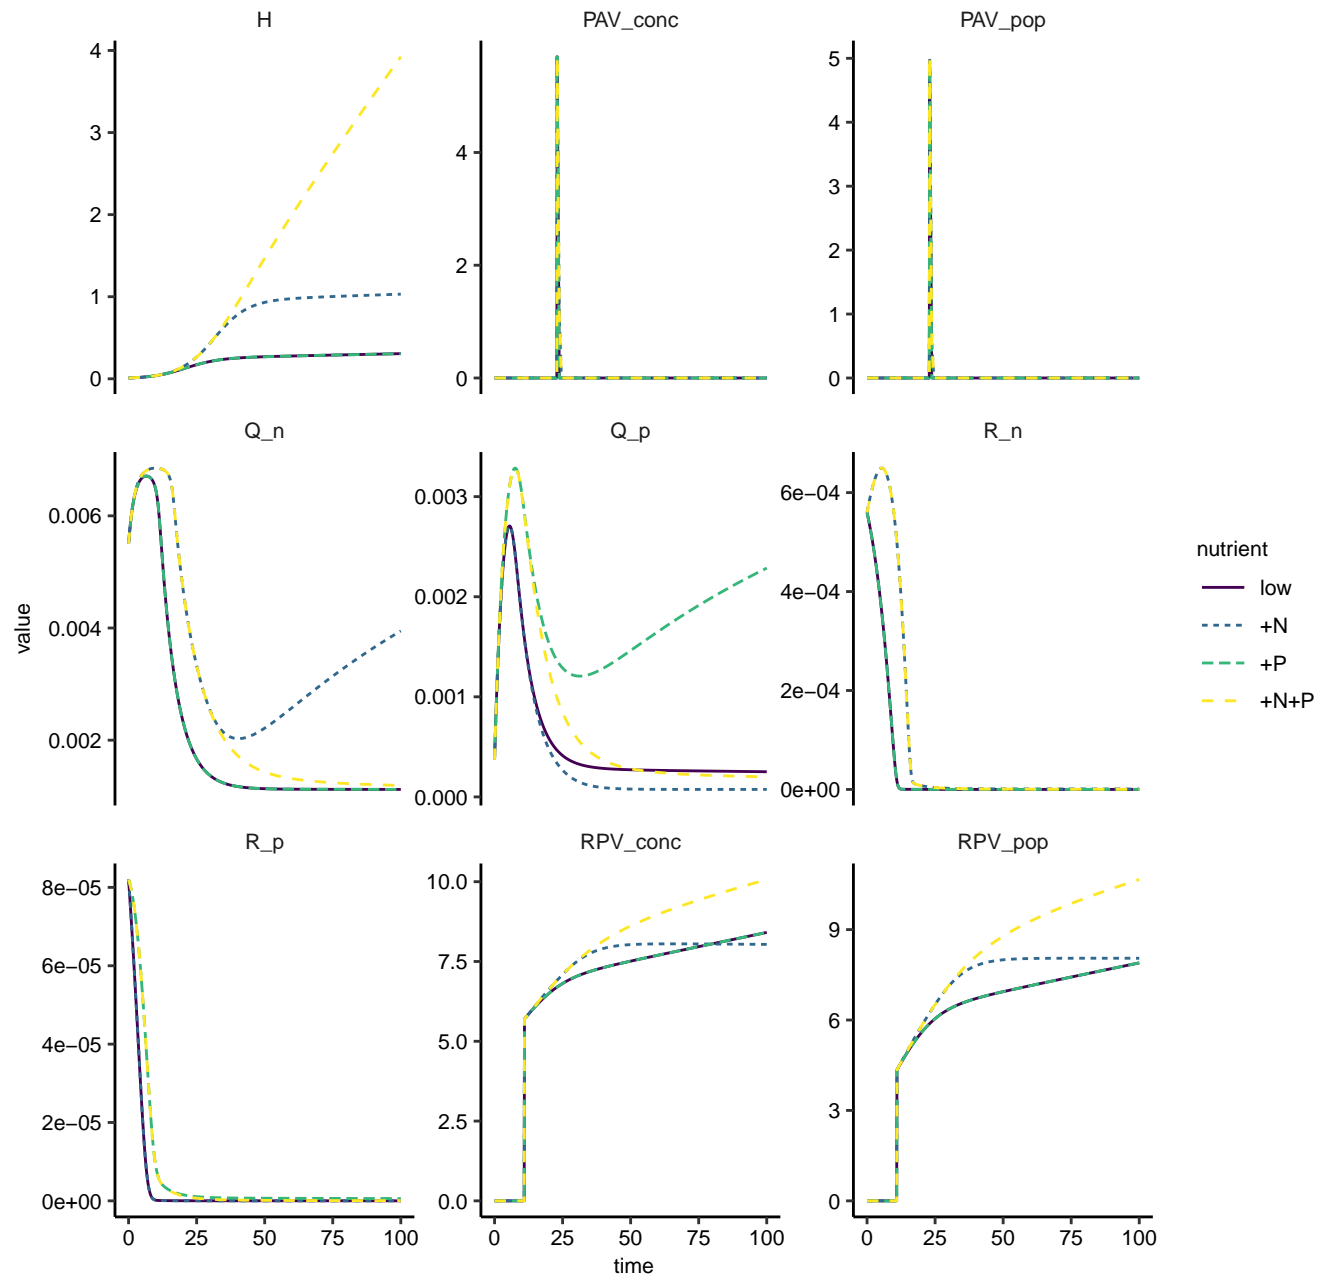 H
PAV_conc
PAV_pop
4
3
2
1
0
4
2
0
5
4
3
2
1
0
Q_n
Q_p
R_n
0.006
0.004
0.002
0.003
0.002
0.001
0.000
6e−04
4e−04
2e−04
0e+00
R_p
RPV_conc
RPV_pop
8e−05
6e−05
4e−05
2e−05
0e+00
10.0
7.5
5.0
2.5
0.0
9
6
3
0
0 25 50 75 100
0 25 50 75 100
0 25 50 75 100
time
value
nutrient
low
+N
+P
+N+P